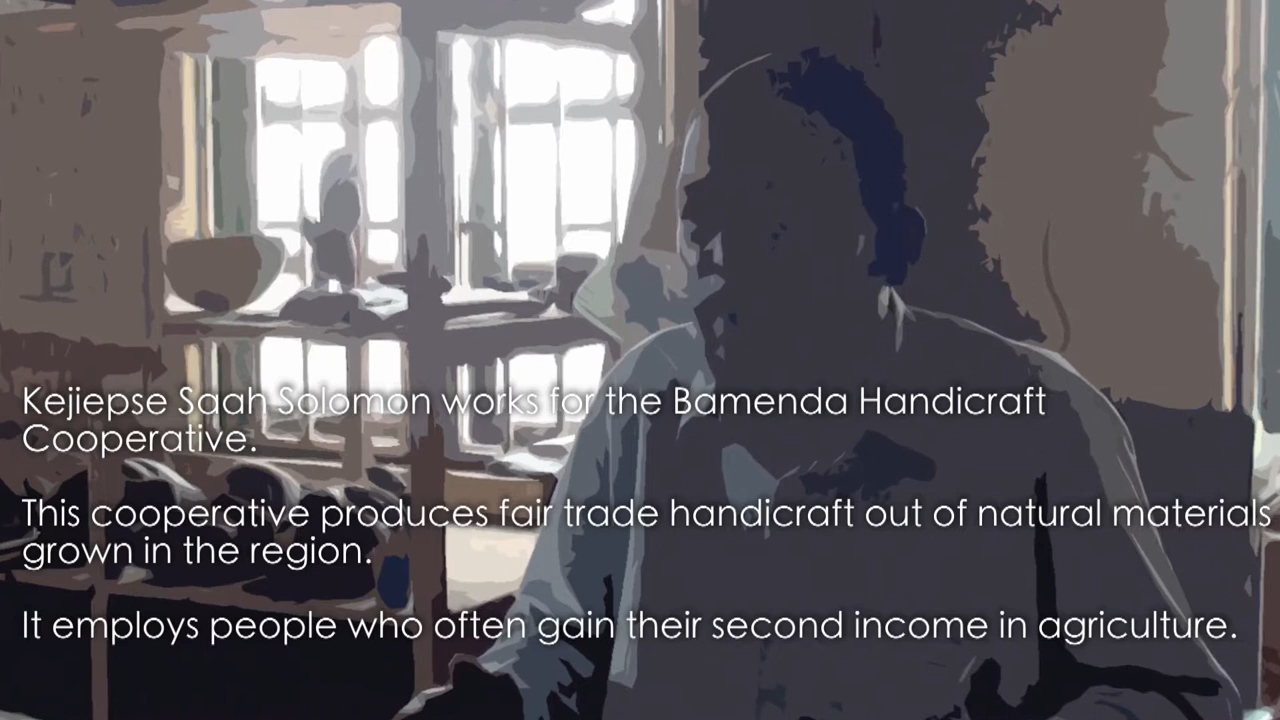 Kejiepse Saah Solomon works for the Bamenda Handicraft
Cooperative.
This cooperative produces fair trade handicraft out of natural materials
grown in the region.
It employs people who often gain their second income in agriculture.